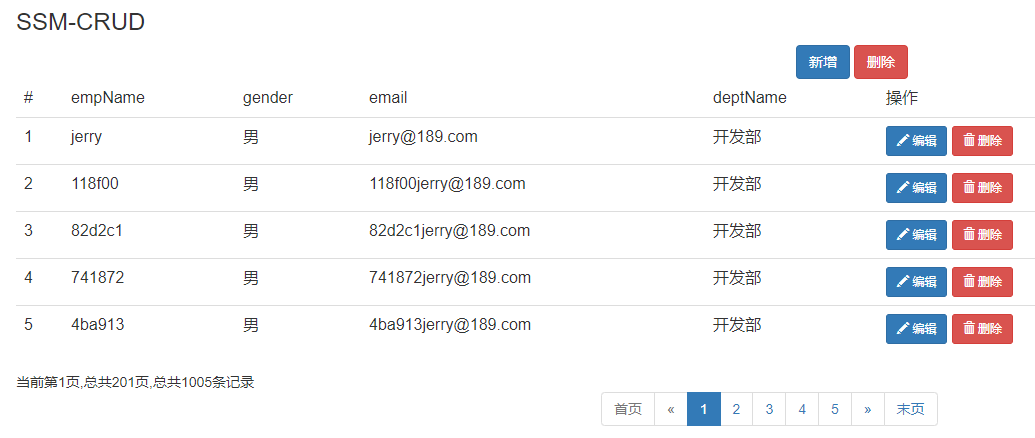 SSM-CRUD
新增 删除
# empName gender email deptName 操作
1 jerry 男 jerry@189.com 开发部 编辑 删除
2 118f00 男 118f00jerry@189.com 开发部 编辑 删除
3 82d2c1 男 82d2c1jerry@189.com 开发部 编辑 删除
4 741872 男 741872jerry@189.com 开发部 编辑 删除
5 4ba913 男 4ba913jerry@189.com 开发部 编辑 删除
当前第1页,总共201页,总共1005条记录
首页 « 1 2 3 4 5 » 末页